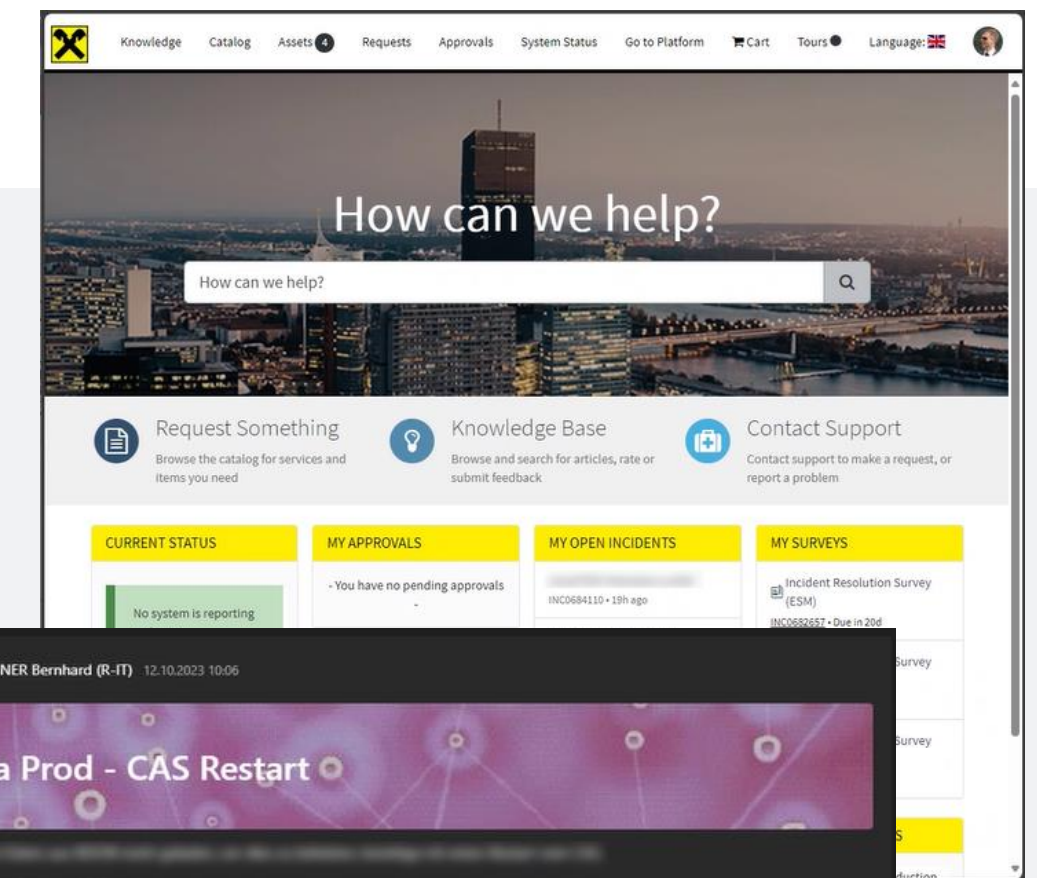 Knowledge Catalog Assets 4 Requests Approvals System Status Go to Platform Cart Tours Language:
How can we help?
How can we help?
Request Something
Browse the catalog for services and
items you need
Knowledge Base
Browse and search for articles, rate or
submit feedback
Contact Support
Contact support to make a request, or
report a problem
CURRENT STATUS
No system is reporting
MY APPROVALS
- You have no pending approvals
-
MY OPEN INCIDENTS
INC0684110 • 19h ago
MY SURVEYS
Incident Resolution Survey
(ESM)
INC0682657 • Due in 20d
Survey
Survey
S
duction
NER Bernhard (R-IT) 12.10.2023 10:06
a Prod - CAS Restart